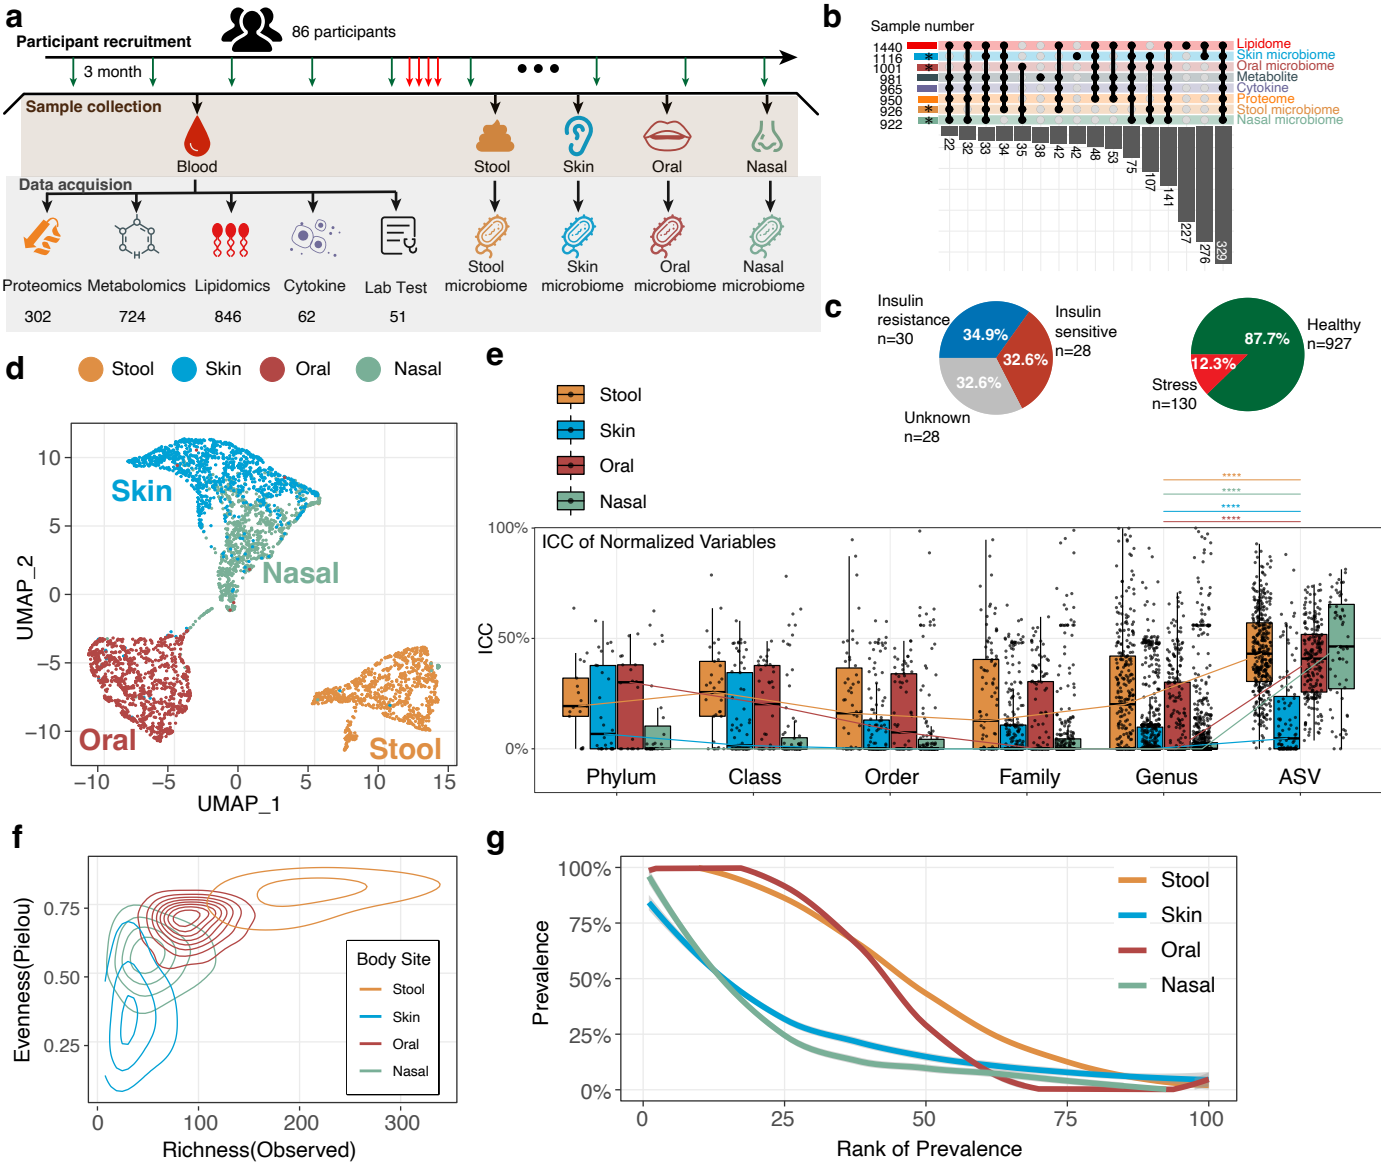 a
86 participants
Participant recruitment
3 month
Sample collection
Blood
Stool
Skin
Oral
Nasal
Data acquision
H
Proteomics
Metabolomics
Lipidomics
Cytokine
Lab Test
Stool
microbiome
Skin
microbiome
Oral
microbiome
Nasal
microbiome
302
724
846
62
51
b
Sample number
1440
1116
1001
981
965
950
926
922
*
*
*
*
Lipidome
Skin microbiome
Oral microbiome
Metabolite
Cytokine
Proteome
Stool microbiome
Nasal microbiome
22
32
33
34
35
38
42
42
48
53
75
107
141
227
276
329
c
Insulin
resistance
n=30
34.9%
Insulin
sensitive
n=28
32.6%
32.6%
Unknown
n=28
87.7%
Healthy
n=927
12.3%
Stress
n=130
d
Stool
Skin
Oral
Nasal
Skin
Nasal
Oral
Stool
10
5
0
−5
−10
UMAP_2
−10
−5
0
5
10
15
UMAP_1
e
Stool
Skin
Oral
Nasal
****
****
****
****
ICC of Normalized Variables
100%
50%
0%
ICC
Phylum
Class
Order
Family
Genus
ASV
f
0.75
0.50
0.25
Evenness(Pielou)
Body Site
Stool
Skin
Oral
Nasal
0
100
200
300
Richness(Observed)
g
100%
75%
50%
25%
0%
Prevalence
Stool
Skin
Oral
Nasal
0
25
50
75
100
Rank of Prevalence